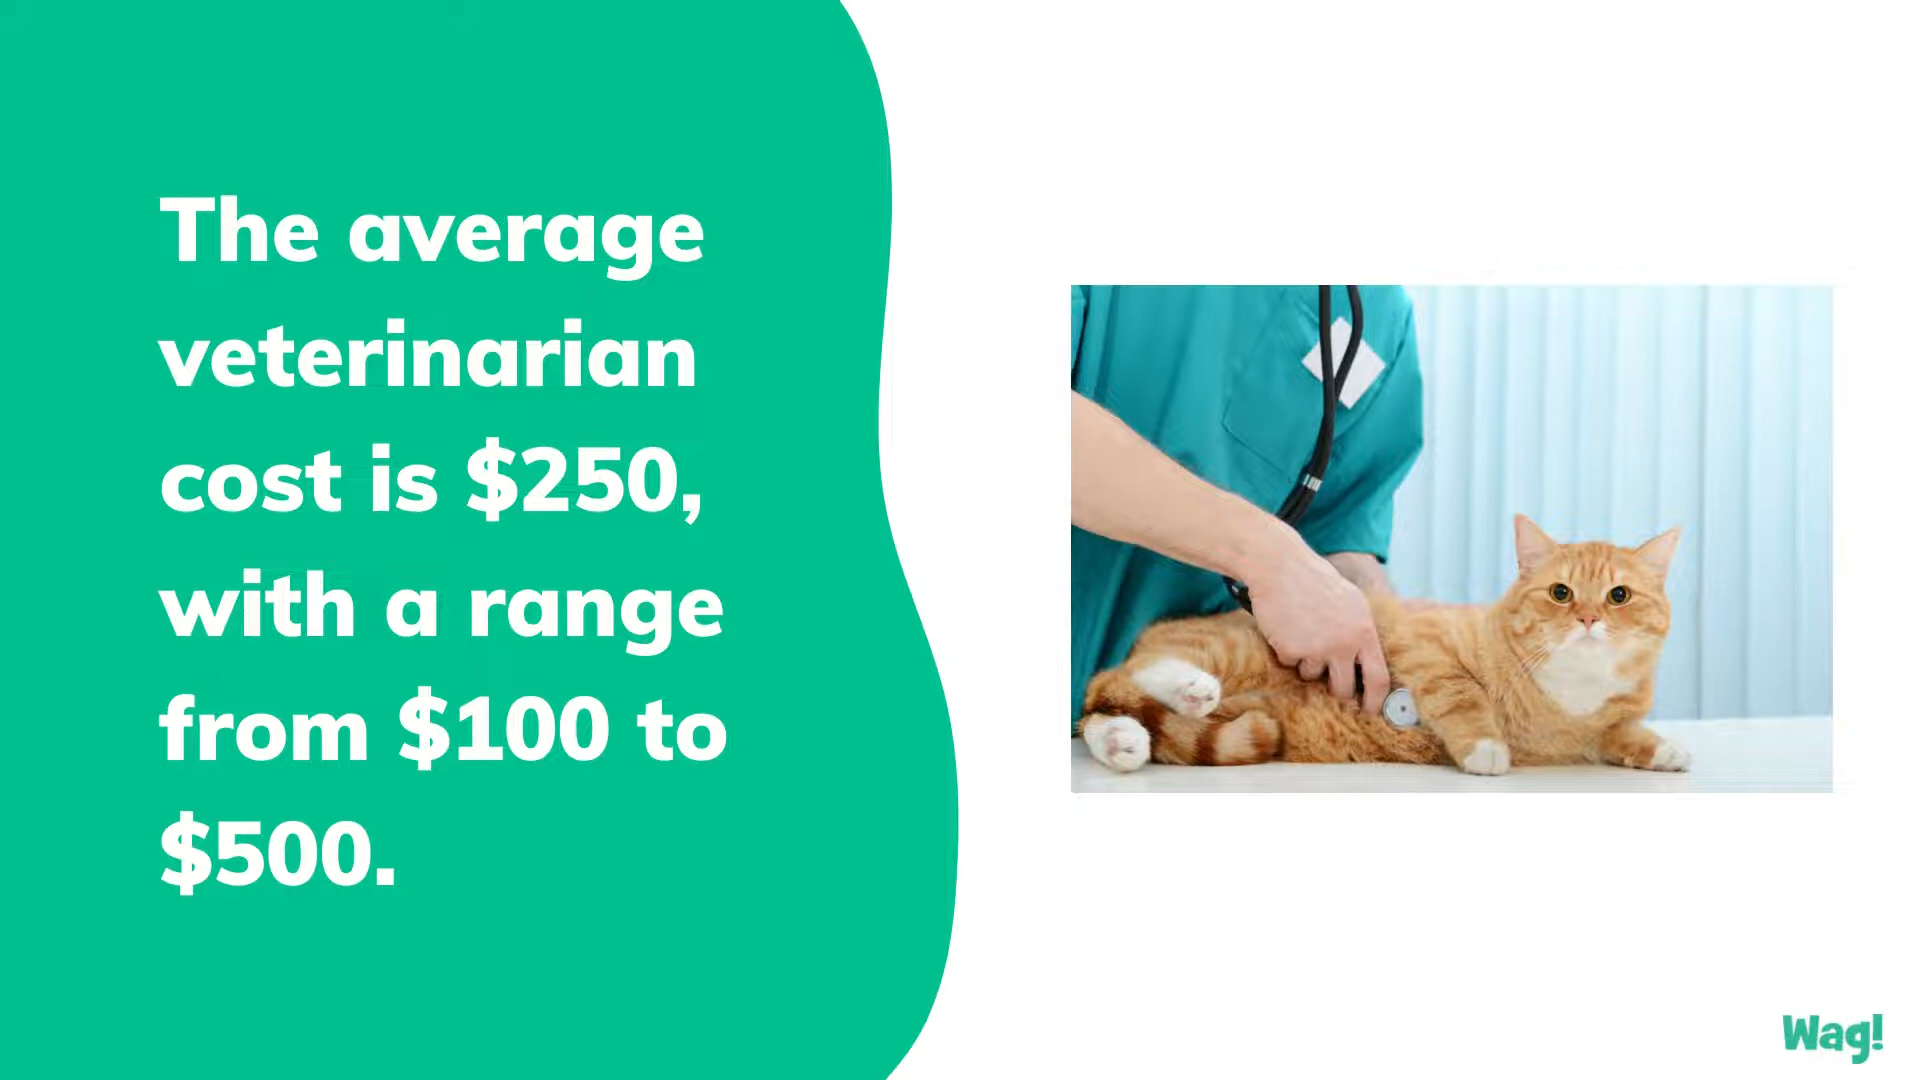 The average
veterinarian
cost is $250,
with a range
from $100 to
$500.
Wag!